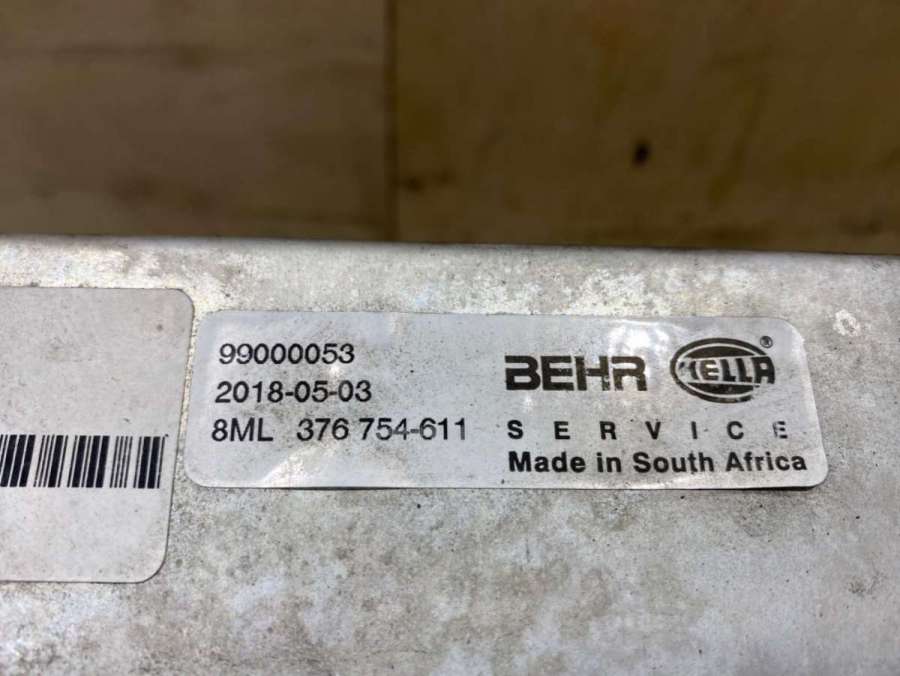 99000053
2018-05-03
8ML 376 754-611
BEHR HELLA®
SERVICE
Made in South Africa